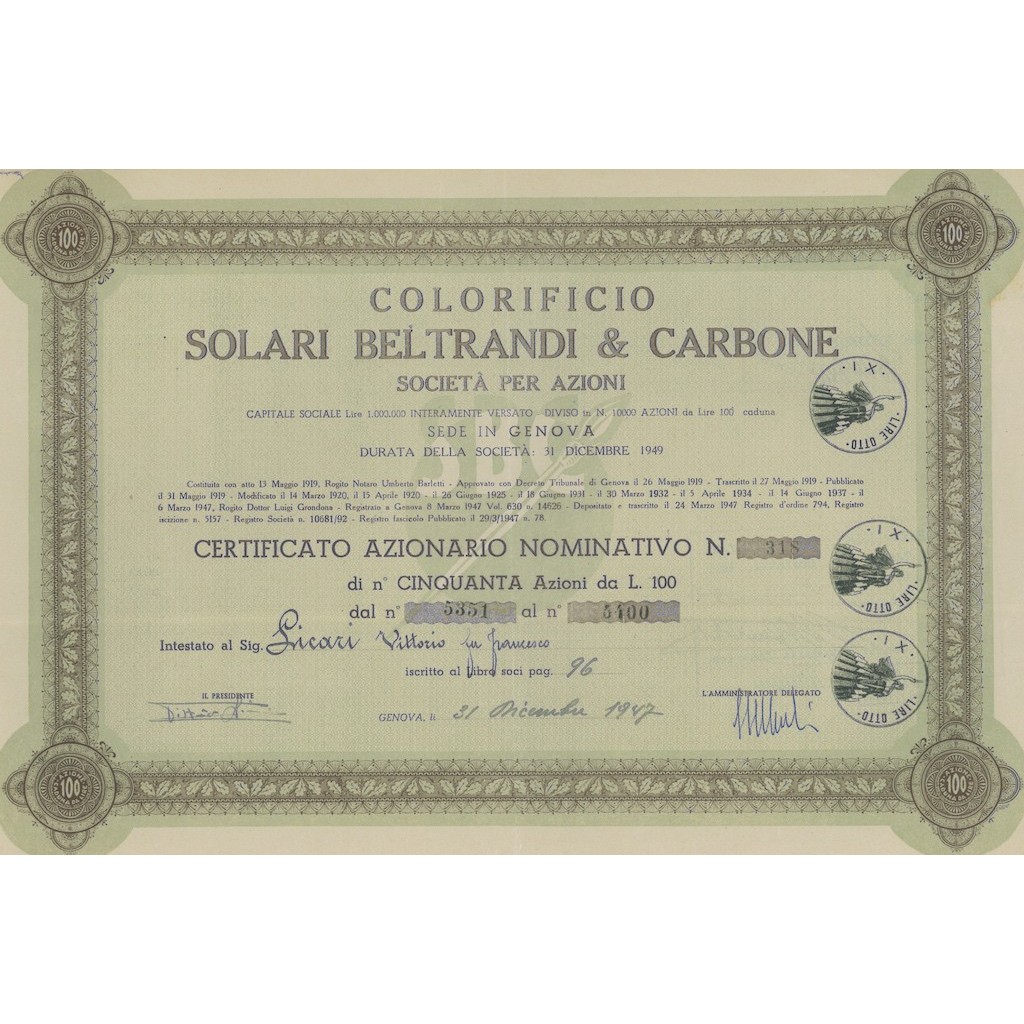 100
100
COLORIFICIO
SOLARI BELTRANDI & CARBONE
SOCIETÀ PER AZIONI
CAPITALE SOCIALE Lire 1.000.000 INTERAMENTE VERSATO DIVISO in N. 10000 AZIONI da Lire 100 caduna
SEDE IN GENOVA
DURATA DELLA SOCIETÀ: 31 DICEMBRE 1949
Costituita con atto 13 Maggio 1919, Rogito Notaro Umberto Barletti - Approvato con Decreto Tribunale di Genova il 26 Maggio 1919 - Trascritto il 27 Maggio 1919 - Pubblicato
il 31 Maggio 1919 - Modificato il 14 Marzo 1920, il 15 Aprile 1920 - il 26 Giugno 1925 - il 18 Giugno 1931 - il 30 Marzo 1932 - il 5 Aprile 1934 - il 14 Giugno 1937 - il
6 Marzo 1947, Rogito Dottor Luigi Grondona - Registrato a Genova 8 Marzo 1947 Vol. 630 n. 14626 - Depositato e trascritto il 24 Marzo 1947 Registro d'ordine 794, Registro
iscrizione n. 5157 - Registro Società n. 10681/92 - Registro fascicolo Pubblicato il 29/3/1947 n. 78.
· XI ·
LIRE OTTO
CERTIFICATO AZIONARIO NOMINATIVO N. 318
di n° CINQUANTA Azioni da L. 100
dal n° 5351 al n° 5400
· XI ·
LIRE OTTO
Intestato al Sig. Licari Vittorio fu Francesco
iscritto al Libro soci pag. 96
· XI ·
LIRE OTTO
IL PRESIDENTE
L'AMMINISTRATORE DELEGATO
GENOVA, li 31 Dicembre 1947
100
100